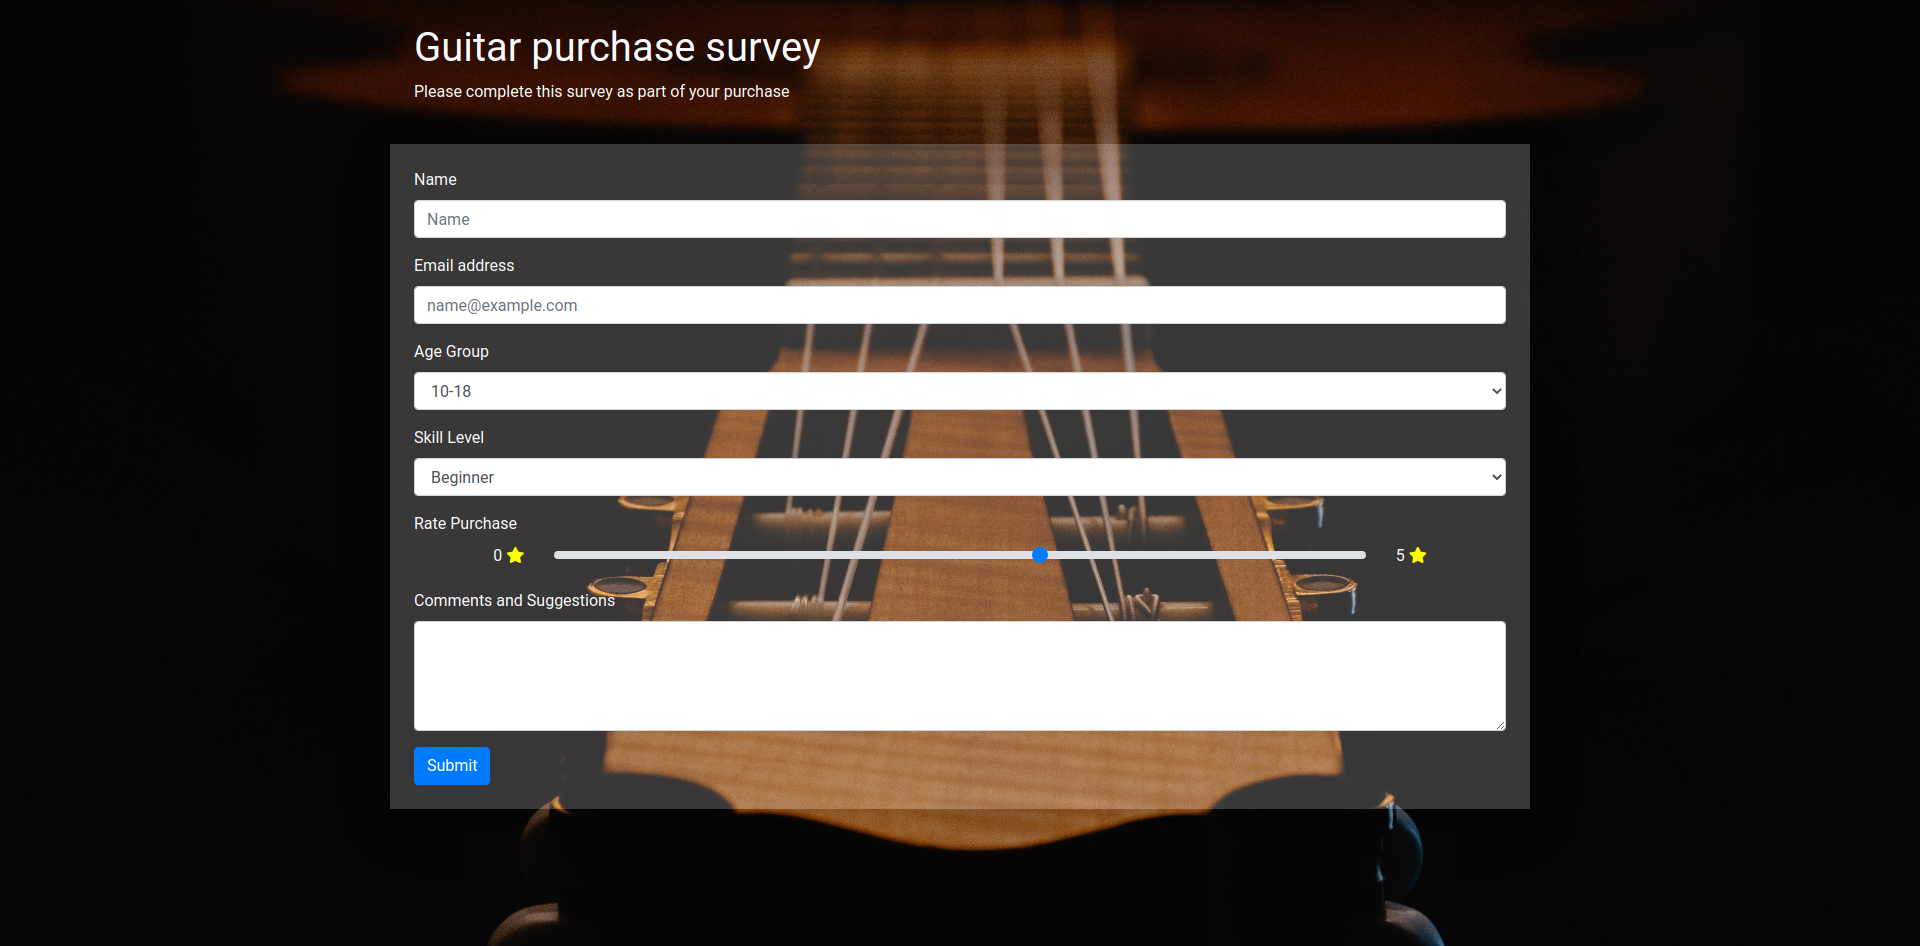 Guitar purchase survey
Please complete this survey as part of your purchase
Name
Name
Email address
name@example.com
Age Group
10-18
Skill Level
Beginner
Rate Purchase
0 5
Comments and Suggestions
Submit